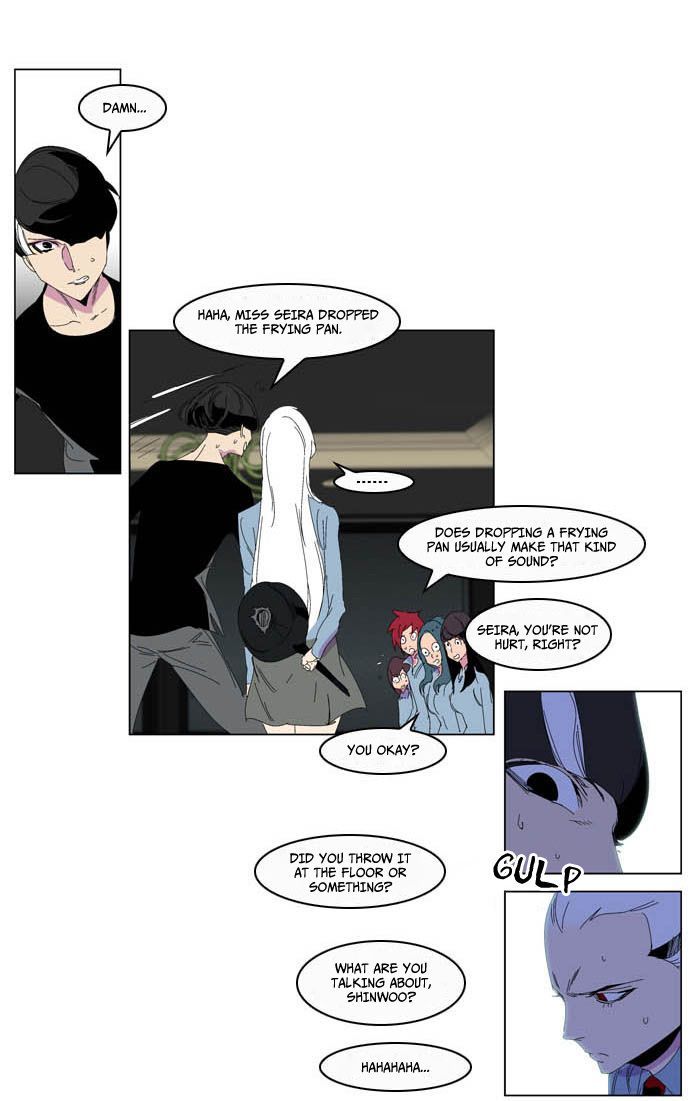 DAMN...
HAHA, MISS SEIRA DROPPED
THE FRYING PAN.
......
DOES DROPPING A FRYING
PAN USUALLY MAKE THAT KIND
OF SOUND?
SEIRA, YOU'RE NOT
HURT, RIGHT?
YOU OKAY?
GULP
DID YOU THROW IT
AT THE FLOOR OR
SOMETHING?
WHAT ARE YOU
TALKING ABOUT,
SHINWOO?
HAHAHAHA...